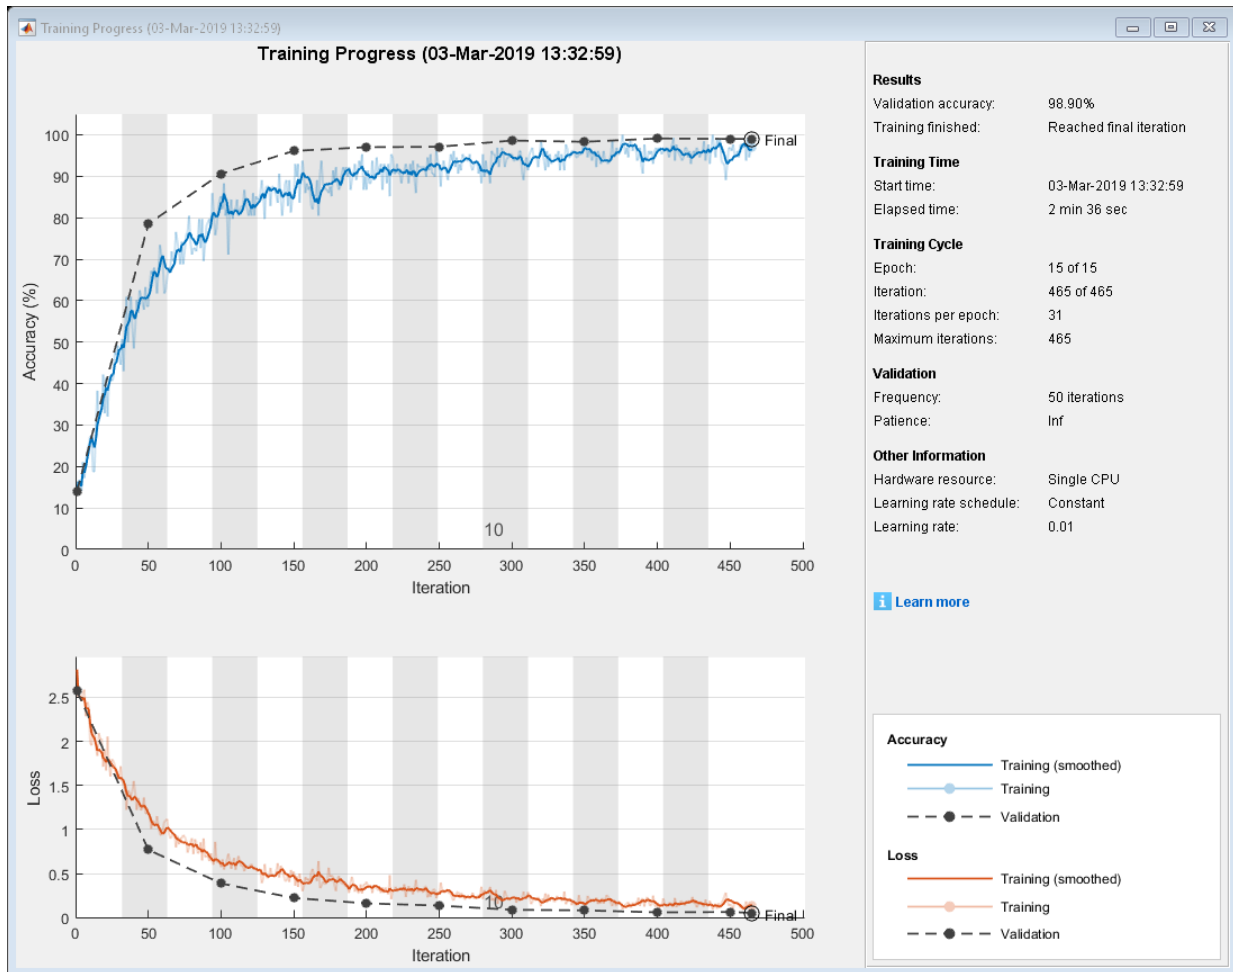 Training Progress (03-Mar-2019 13:32:59)
Training Progress (03-Mar-2019 13:32:59)
Accuracy (%)
100
90
80
70
60
50
40
30
20
10
0
Final
10
0 50 100 150 200 250 300 350 400 450 500
Iteration
Loss
2.5
2
1.5
1
0.5
0
10
Final
0 50 100 150 200 250 300 350 400 450 500
Iteration
Results
Validation accuracy: 98.90%
Training finished: Reached final iteration
Training Time
Start time: 03-Mar-2019 13:32:59
Elapsed time: 2 min 36 sec
Training Cycle
Epoch: 15 of 15
Iteration: 465 of 465
Iterations per epoch: 31
Maximum iterations: 465
Validation
Frequency: 50 iterations
Patience: Inf
Other Information
Hardware resource: Single CPU
Learning rate schedule: Constant
Learning rate: 0.01
i Learn more
Accuracy
Training (smoothed)
Training
Validation
Loss
Training (smoothed)
Training
Validation